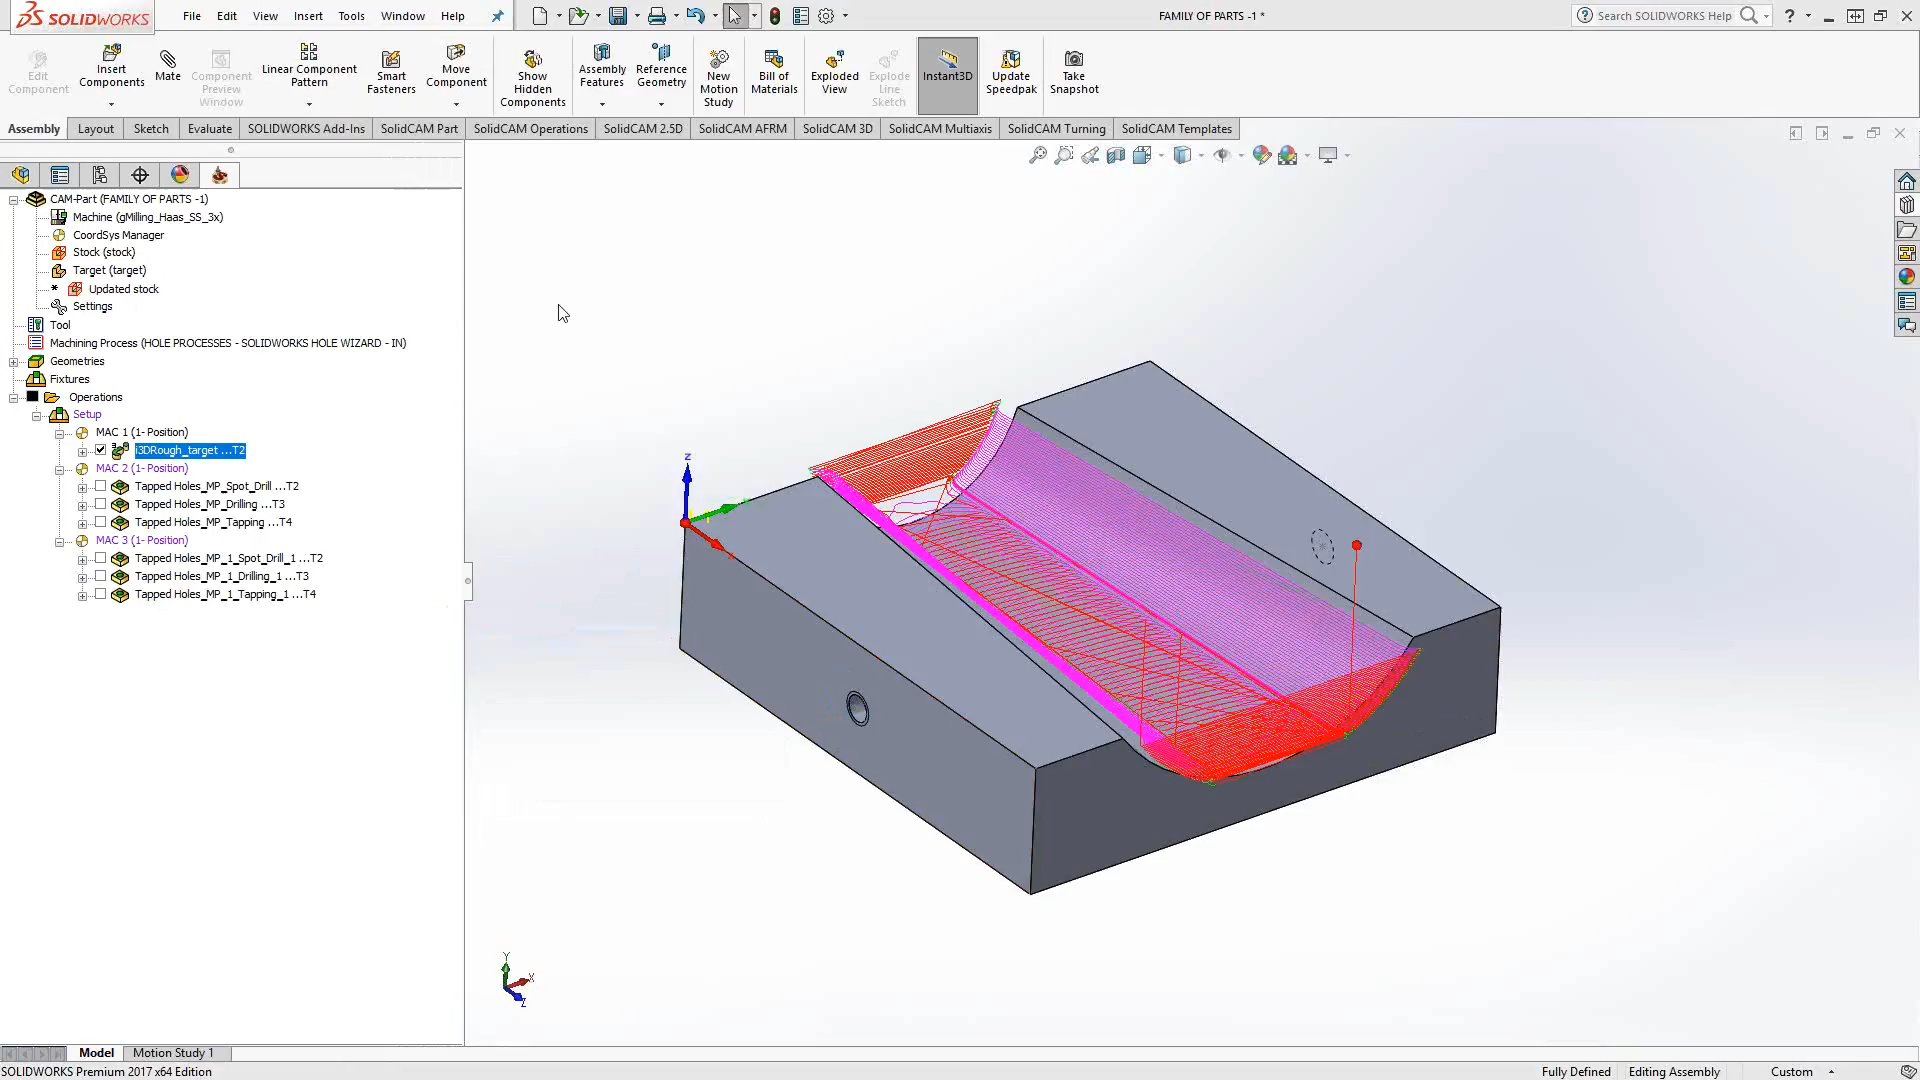 SOLIDWORKS File Edit View Insert Tools Window Help FAMILY OF PARTS -1 * Search SOLIDWORKS Help
Edit Component
Insert Components
Mate
Component Preview Window
Linear Component Pattern
Smart Fasteners
Move Component
Show Hidden Components
Assembly Features
Reference Geometry
New Motion Study
Bill of Materials
Exploded View
Explode Line Sketch
Instant3D
Update Speedpak
Take Snapshot
Assembly Layout Sketch Evaluate SOLIDWORKS Add-Ins SolidCAM Part SolidCAM Operations SolidCAM 2.5D SolidCAM AFRM SolidCAM 3D SolidCAM Multiaxis SolidCAM Turning SolidCAM Templates
CAM-Part (FAMILY OF PARTS -1)
Machine (gMilling_Haas_SS_3x)
CoordSys Manager
Stock (stock)
Target (target)
* Updated stock
Settings
Tool
Machining Process (HOLE PROCESSES - SOLIDWORKS HOLE WIZARD - IN)
Geometries
Fixtures
Operations
Setup
MAC 1 (1- Position)
i3DRough_target ...T2
MAC 2 (1- Position)
Tapped Holes_MP_Spot_Drill ...T2
Tapped Holes_MP_Drilling ...T3
Tapped Holes_MP_Tapping ...T4
MAC 3 (1- Position)
Tapped Holes_MP_1_Spot_Drill_1 ...T2
Tapped Holes_MP_1_Drilling_1 ...T3
Tapped Holes_MP_1_Tapping_1 ...T4
Z
Y
X
Z
Model Motion Study 1
SOLIDWORKS Premium 2017 x64 Edition Fully Defined Editing Assembly Custom